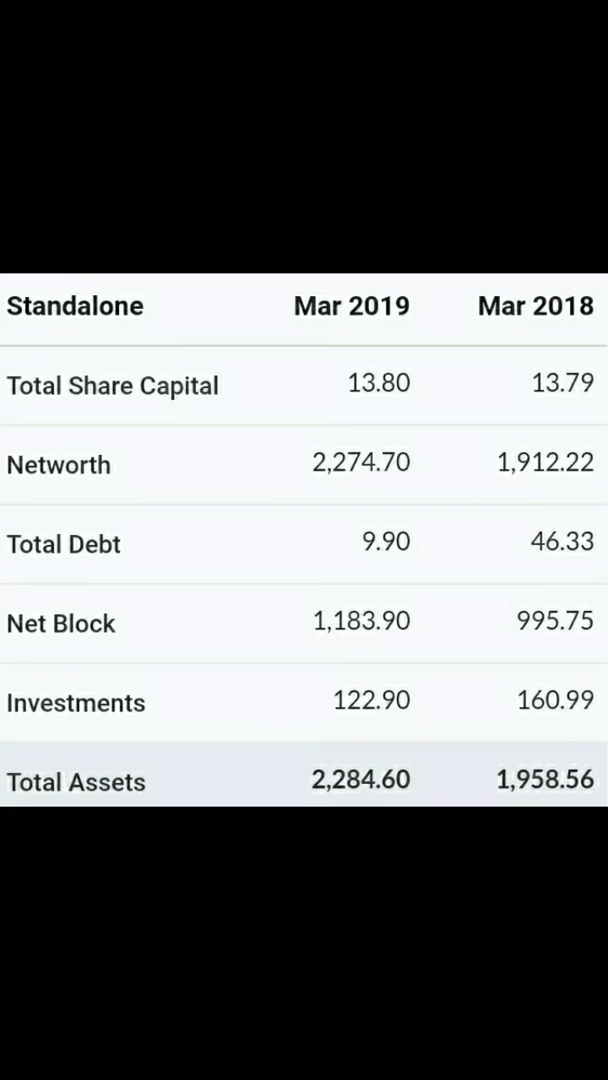 Standalone Mar 2019 Mar 2018
Total Share Capital 13.80 13.79
Networth 2,274.70 1,912.22
Total Debt 9.90 46.33
Net Block 1,183.90 995.75
Investments 122.90 160.99
Total Assets 2,284.60 1,958.56